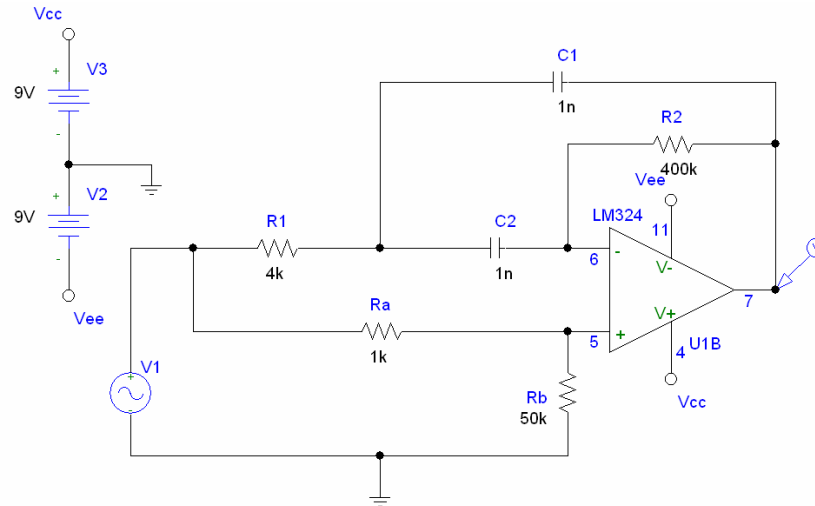 Vcc
V3
9V
+
-
V2
9V
+
-
Vee
C1
1n
R2
400k
Vee
LM324
11
R1
4k
C2
1n
6
-
V-
7
V
Ra
1k
5
+
V+
4
U1B
V1
+
-
Rb
50k
Vcc